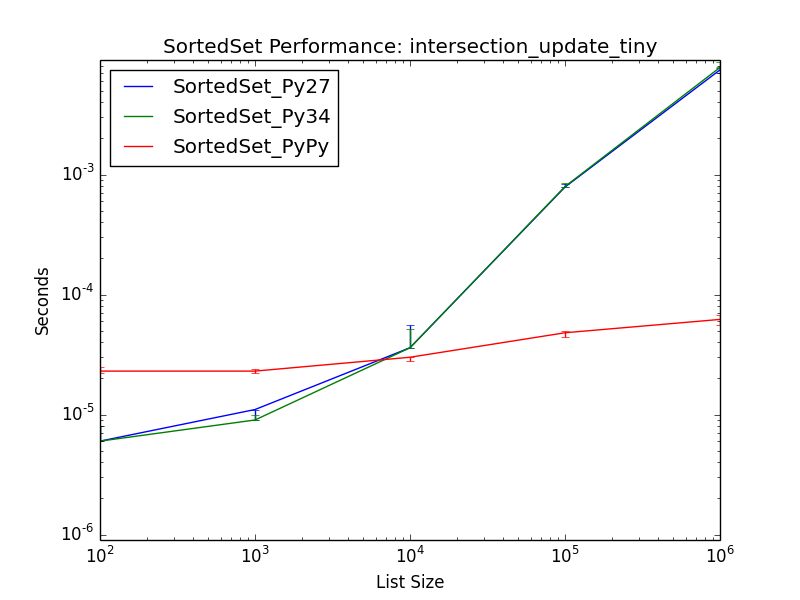 SortedSet Performance: intersection_update_tiny
SortedSet_Py27
SortedSet_Py34
SortedSet_PyPy
10^-3
10^-4
10^-5
10^-6
Seconds
10^2 10^3 10^4 10^5 10^6
List Size